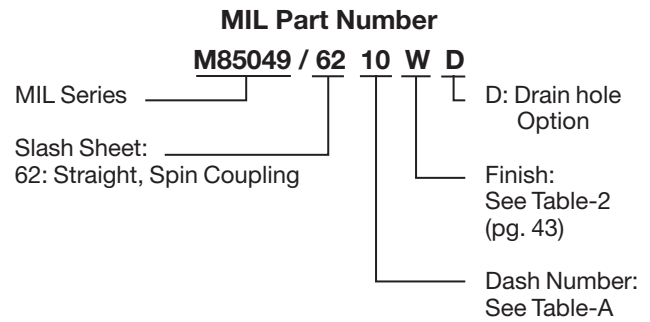 MIL Part Number
M85049 / 62 10 W D
MIL Series
Slash Sheet:
62: Straight, Spin Coupling
D: Drain hole
Option
Finish:
See Table-2
(pg. 43)
Dash Number:
See Table-A